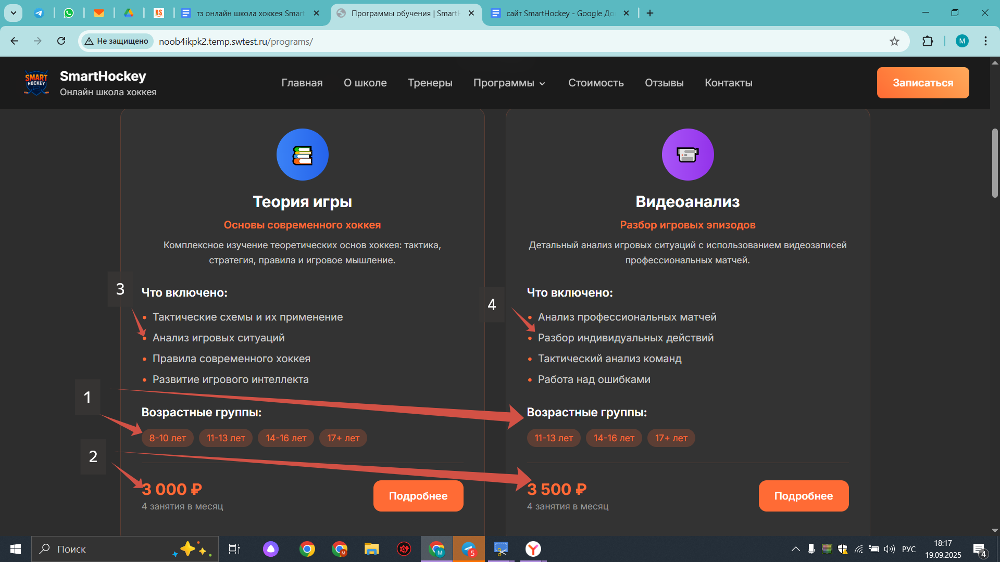 BS
тз онлайн школа хоккея Smart
Программы обучения | SmartH
сайт SmartHockey - Google До
Не защищено
noob4ikpk2.temp.swtest.ru/programs/
M
SMART
HOCKEY
SmartHockey
Онлайн школа хоккея
Главная
О школе
Тренеры
Программы
Стоимость
Отзывы
Контакты
Записаться
Теория игры
Основы современного хоккея
Комплексное изучение теоретических основ хоккея: тактика,
стратегия, правила и игровое мышление.
3
Что включено:
Тактические схемы и их применение
Анализ игровых ситуаций
Правила современного хоккея
Развитие игрового интеллекта
1
Возрастные группы:
8-10 лет
11-13 лет
14-16 лет
17+ лет
2
3 000 ₽
4 занятия в месяц
Подробнее
Видеоанализ
Разбор игровых эпизодов
Детальный анализ игровых ситуаций с использованием видеозаписей
профессиональных матчей.
4
Что включено:
Анализ профессиональных матчей
Разбор индивидуальных действий
Тактический анализ команд
Работа над ошибками
Возрастные группы:
11-13 лет
14-16 лет
17+ лет
3 500 ₽
4 занятия в месяц
Подробнее
Поиск
M
M
5
РУС
18:17
19.09.2025
4